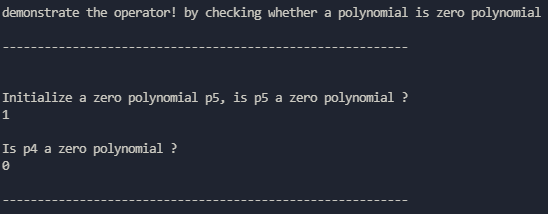 demonstrate the operator! by checking whether a polynomial is zero polynomial
----------------------------------------------------------
Initialize a zero polynomial p5, is p5 a zero polynomial ?
1
Is p4 a zero polynomial ?
0
----------------------------------------------------------